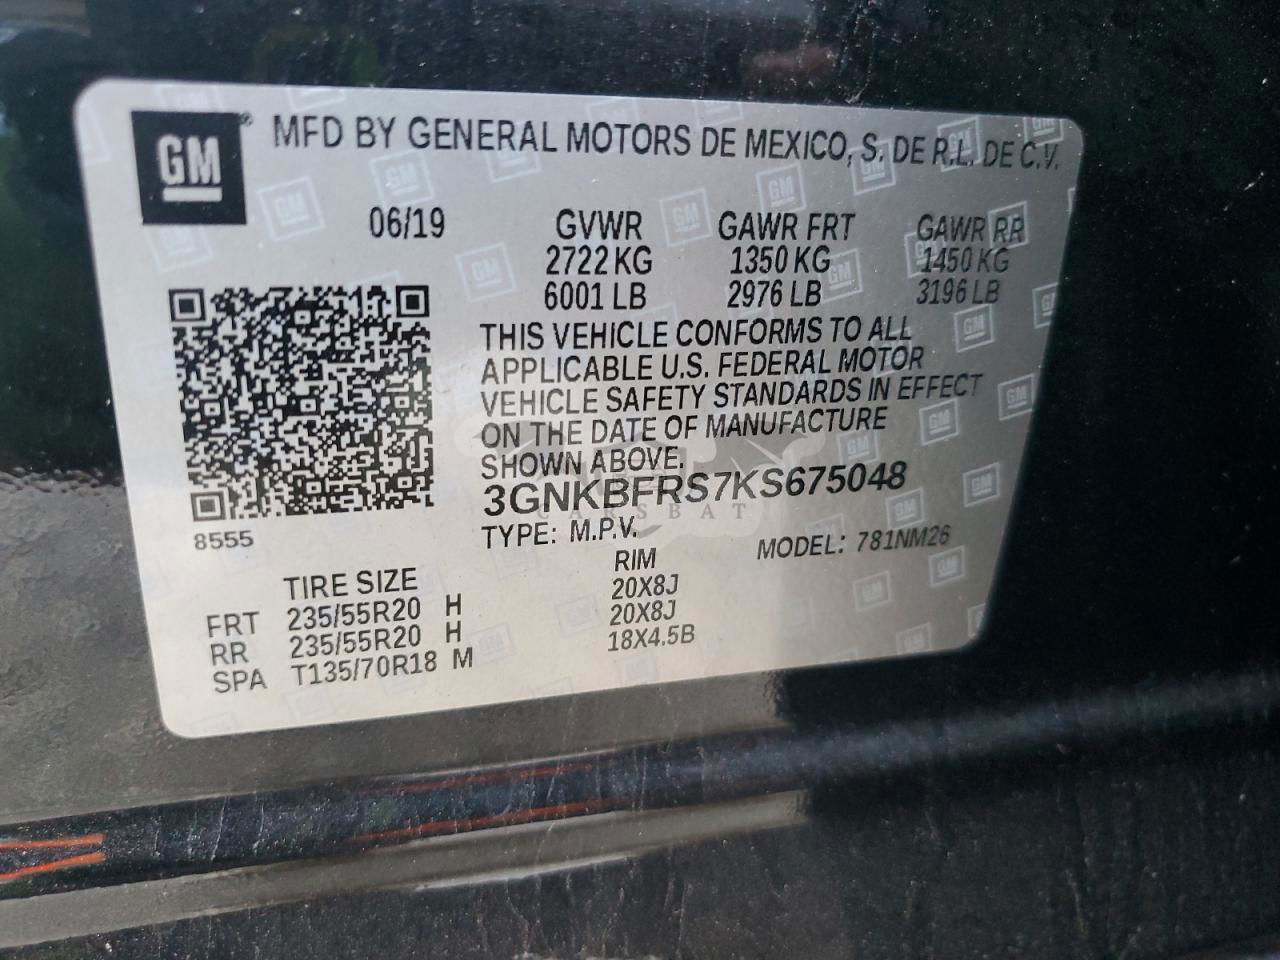 GM® MFD BY GENERAL MOTORS DE MEXICO, S. DE R.L. DE C.V.
06/19 GVWR GAWR FRT GAWR RR
2722 KG 1350 KG 1450 KG
6001 LB 2976 LB 3196 LB
THIS VEHICLE CONFORMS TO ALL
APPLICABLE U.S. FEDERAL MOTOR
VEHICLE SAFETY STANDARDS IN EFFECT
ON THE DATE OF MANUFACTURE
SHOWN ABOVE.
3GNKBFRS7KS675048
CARSBAT
8555
TYPE: M.P.V. MODEL: 781NM26
TIRE SIZE RIM
FRT 235/55R20 H 20X8J
RR 235/55R20 H 20X8J
SPA T135/70R18 M 18X4.5B